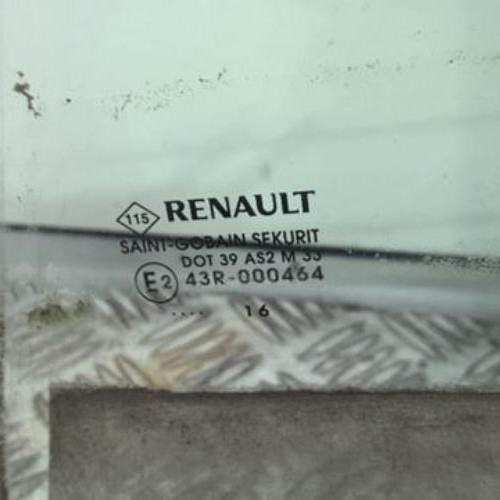 115 RENAULT
SAINT-GOBAIN SEKURIT
DOT 39 AS2 M 33
E2 43R-000464
.... 16